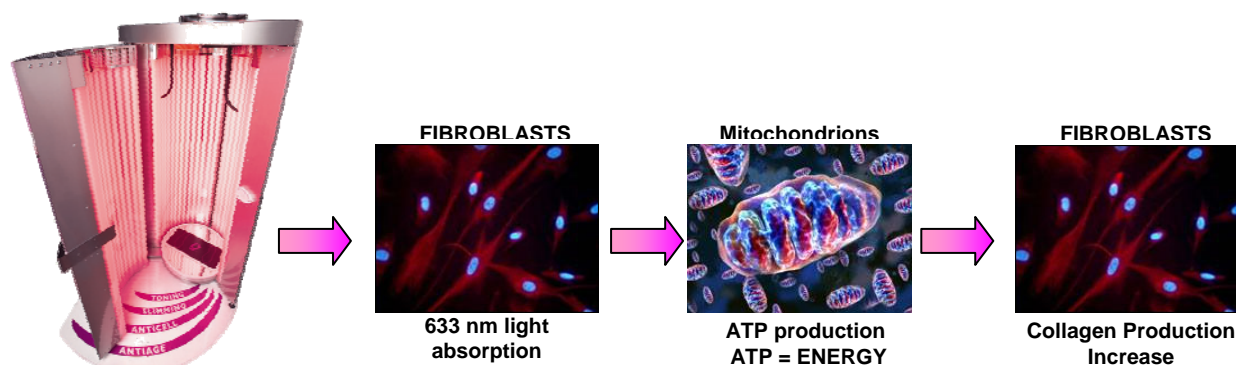 FIBROBLASTS
Mitochondrions
FIBROBLASTS
TONING
SLIMMING
ANTICELL
ANTIAGE
633 nm light
absorption
ATP production
ATP = ENERGY
Collagen Production
Increase